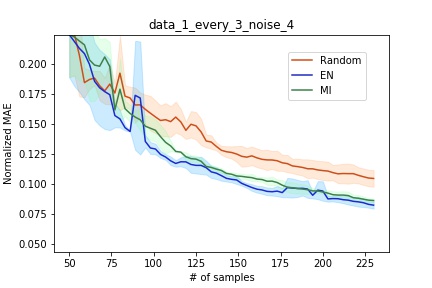 data_1_every_3_noise_4
Normalized MAE
0.200
0.175
0.150
0.125
0.100
0.075
0.050
Random
EN
MI
50 75 100 125 150 175 200 225
# of samples